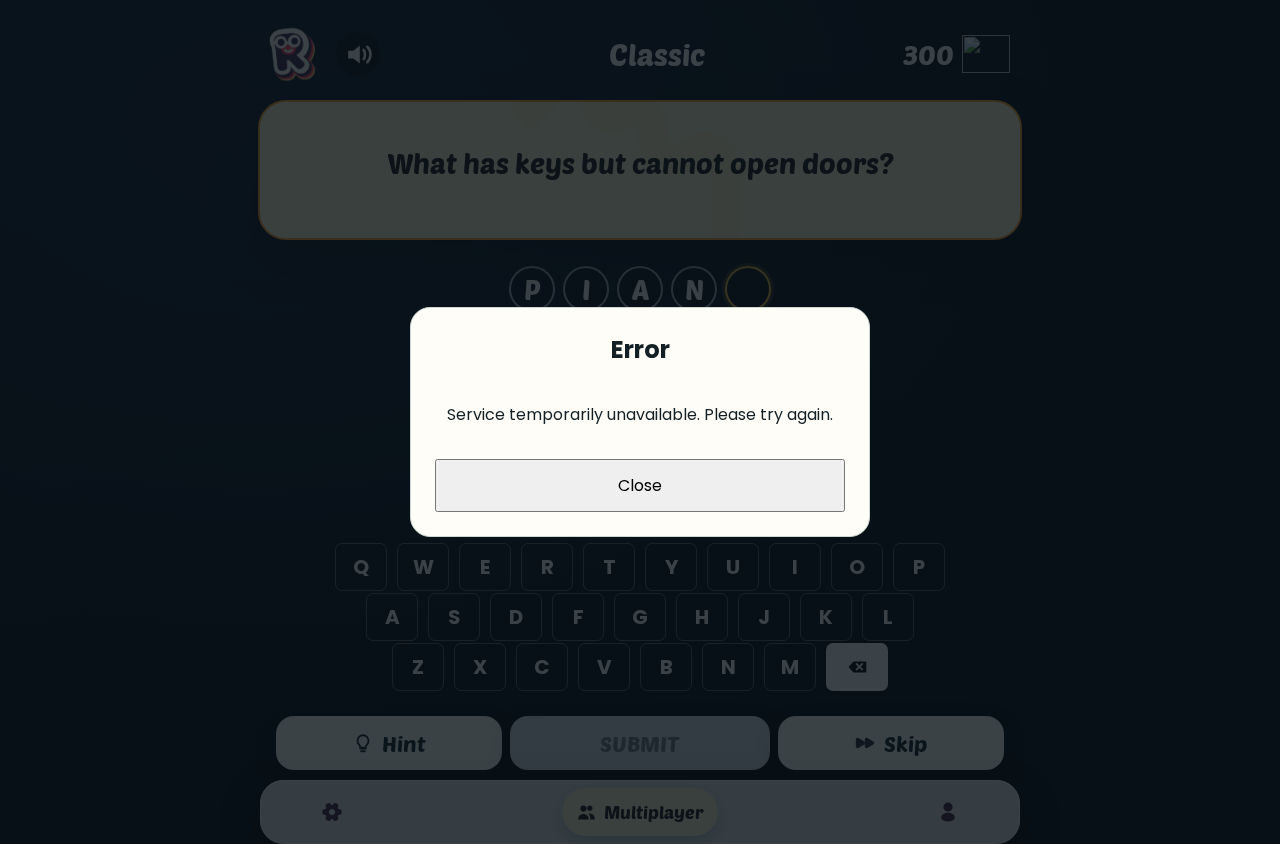 R
Classic
300
What has keys but cannot open doors?
P I A N
Error
Service temporarily unavailable. Please try again.
Close
Q W E R T Y U I O P
A S D F G H J K L
Z X C V B N M
Hint SUBMIT Skip
Multiplayer